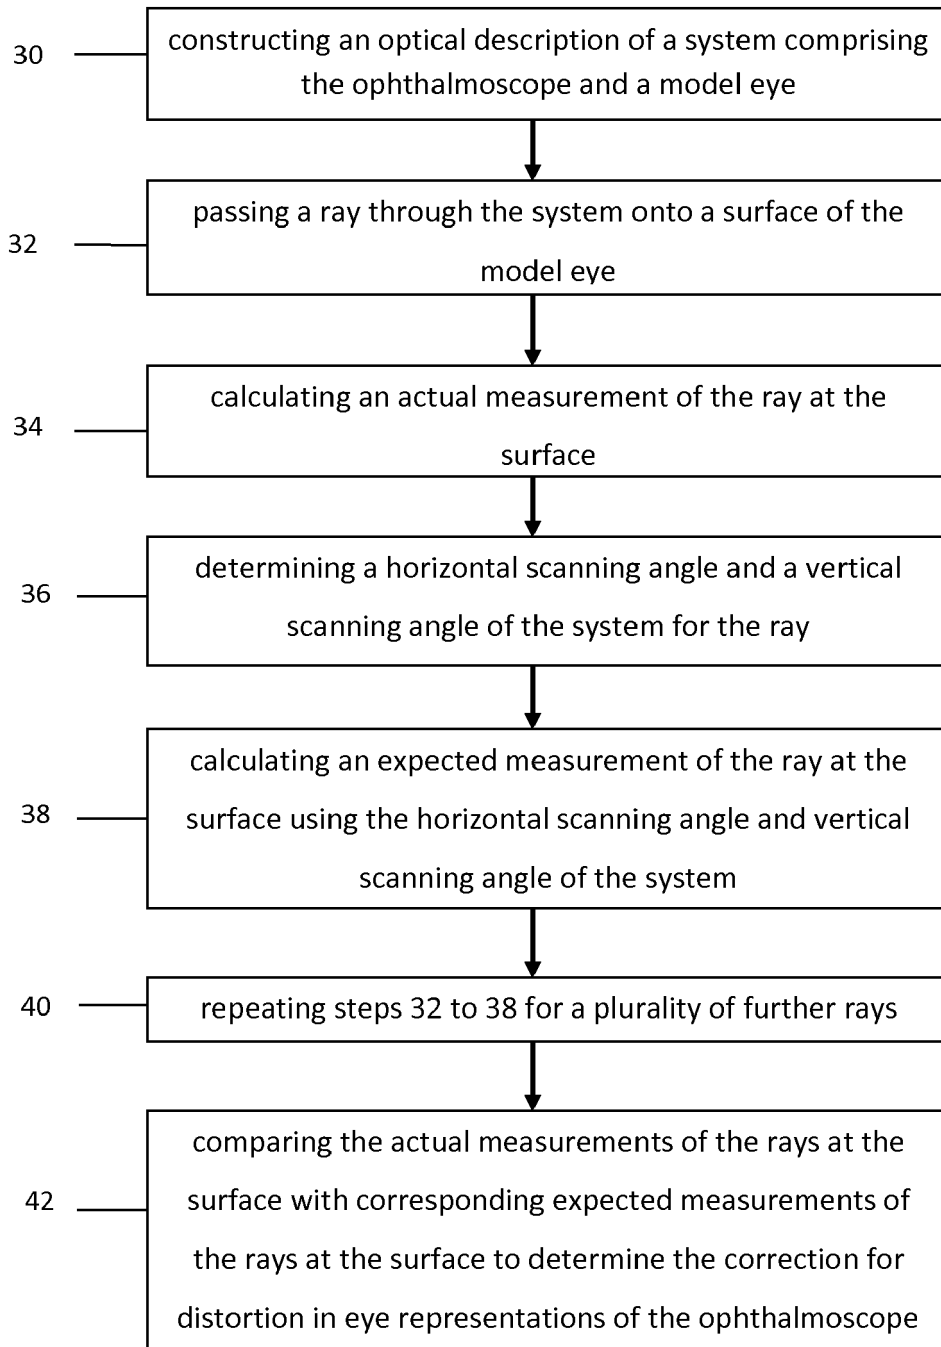 30
constructing an optical description of a system comprising
the ophthalmoscope and a model eye
32
passing a ray through the system onto a surface of the
model eye
34
calculating an actual measurement of the ray at the
surface
36
determining a horizontal scanning angle and a vertical
scanning angle of the system for the ray
38
calculating an expected measurement of the ray at the
surface using the horizontal scanning angle and vertical
scanning angle of the system
40
repeating steps 32 to 38 for a plurality of further rays
42
comparing the actual measurements of the rays at the
surface with corresponding expected measurements of
the rays at the surface to determine the correction for
distortion in eye representations of the ophthalmoscope